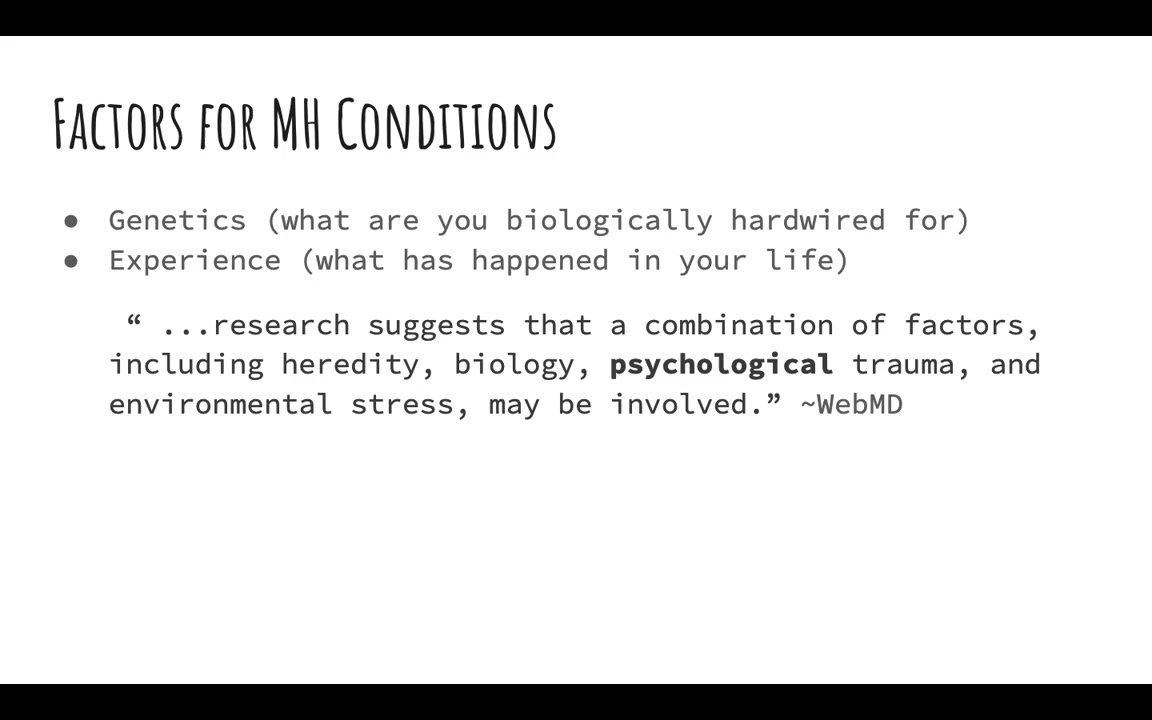 Factors for MH Conditions
● Genetics (what are you biologically hardwired for)
● Experience (what has happened in your life)
“ ...research suggests that a combination of factors,
including heredity, biology, psychological trauma, and
environmental stress, may be involved.” ~WebMD